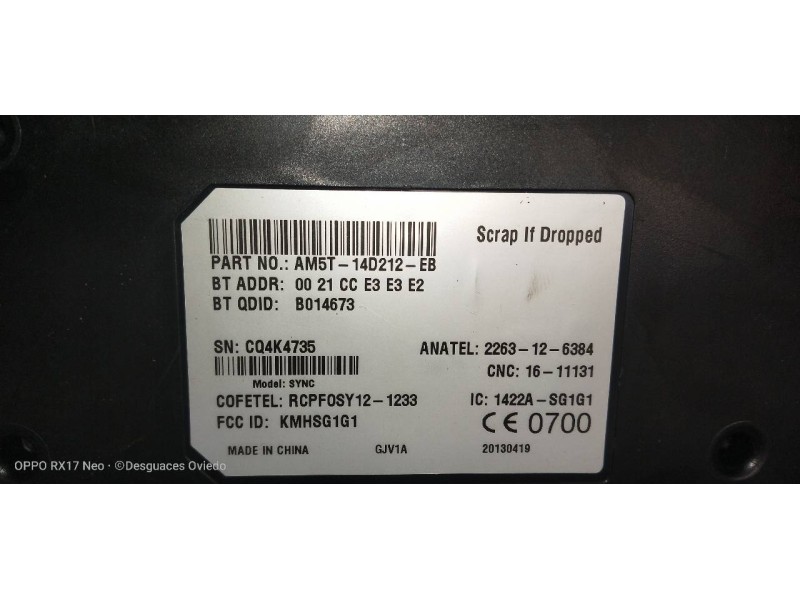 Scrap If Dropped
PART NO.: AM5T-14D212-EB
BT ADDR: 00 21 CC E3 E3 E2
BT QDID: B014673
SN: CQ4K4735
ANATEL: 2263-12-6384
CNC: 16-11131
Model: SYNC
COFETEL: RCPFOSY12-1233
IC: 1422A-SG1G1
FCC ID: KMHSG1G1
CE 0700
MADE IN CHINA
GJV1A
20130419
OPPO RX17 Neo · ©Desguaces Oviedo